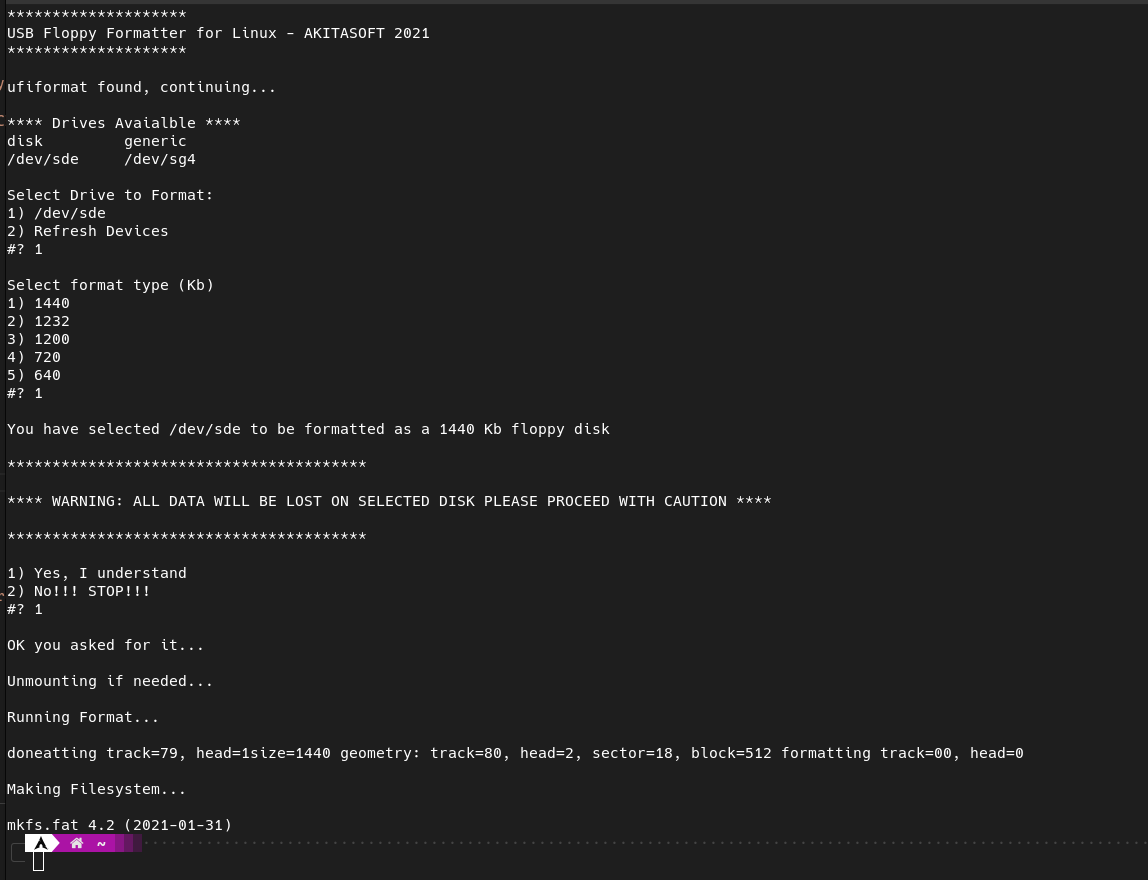 ********************
USB Floppy Formatter for Linux - AKITASOFT 2021
********************
ufiformat found, continuing...
**** Drives Avaialble ****
disk         generic
/dev/sde     /dev/sg4
Select Drive to Format:
1) /dev/sde
2) Refresh Devices
#? 1
Select format type (Kb)
1) 1440
2) 1232
3) 1200
4) 720
5) 640
#? 1
You have selected /dev/sde to be formatted as a 1440 Kb floppy disk
****************************************
**** WARNING: ALL DATA WILL BE LOST ON SELECTED DISK PLEASE PROCEED WITH CAUTION ****
****************************************
1) Yes, I understand
2) No!!! STOP!!!
#? 1
OK you asked for it...
Unmounting if needed...
Running Format...
doneatting track=79, head=1size=1440 geometry: track=80, head=2, sector=18, block=512 formatting track=00, head=0
Making Filesystem...
mkfs.fat 4.2 (2021-01-31)
~